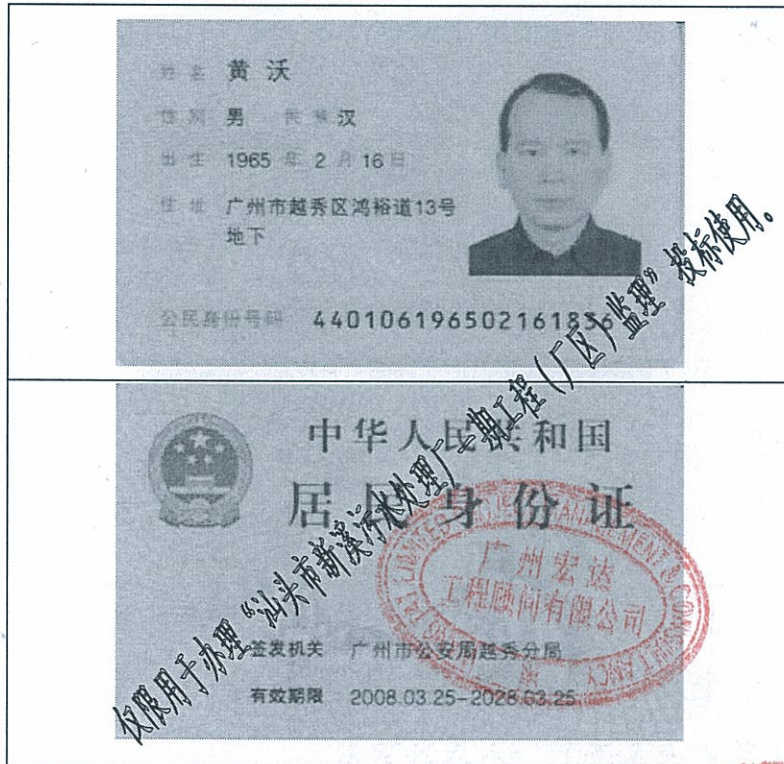 姓名 黄沃
性别 男 民族 汉
出生 1965 年 2 月 16 日
住址 广州市越秀区鸿裕道13号
地下
公民身份号码 440106196502161836
中华人民共和国
居民身份证
签发机关 广州市公安局越秀分局
有效期限 2008.03.25-2028.03.25
仅限用于办理“汕头市新溪污水处理厂一期工程(厂区)监理”投标使用。
广州宏达
工程顾问有限公司